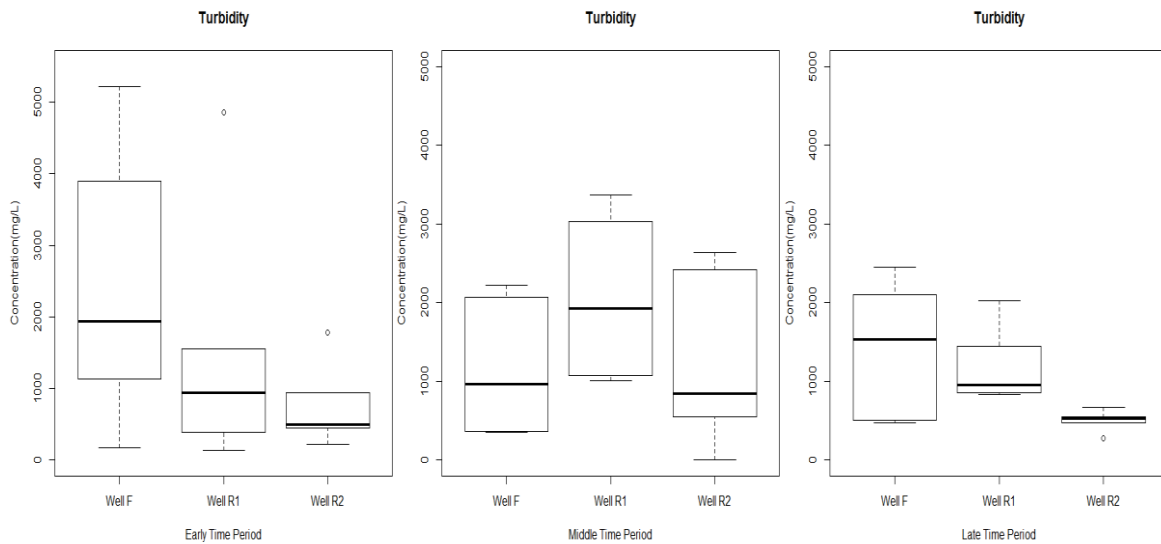 Turbidity
Concentration(mg/L)
5000
4000
3000
2000
1000
0
Well F Well R1 Well R2
Early Time Period
Turbidity
Concentration(mg/L)
5000
4000
3000
2000
1000
0
Well F Well R1 Well R2
Middle Time Period
Turbidity
Concentration(mg/L)
5000
4000
3000
2000
1000
0
Well F Well R1 Well R2
Late Time Period